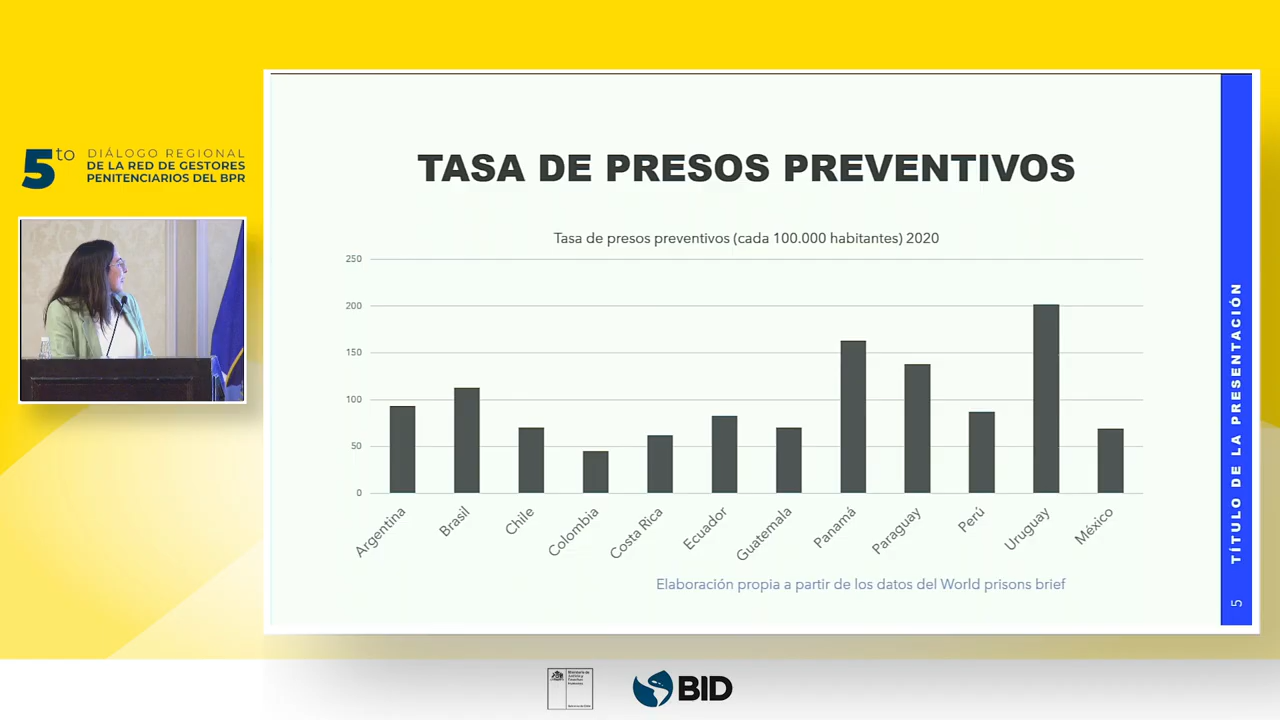 5to
DIÁLOGO REGIONAL
DE LA RED DE GESTORES
PENITENCIARIOS DEL BPR
TASA DE PRESOS PREVENTIVOS
Tasa de presos preventivos (cada 100.000 habitantes) 2020
250
200
150
100
50
0
Argentina
Brasil
Chile
Colombia
Costa Rica
Ecuador
Guatemala
Panamá
Paraguay
Perú
Uruguay
México
Elaboración propia a partir de los datos del World prisons brief
TÍTULO DE LA PRESENTACIÓN
5
BID